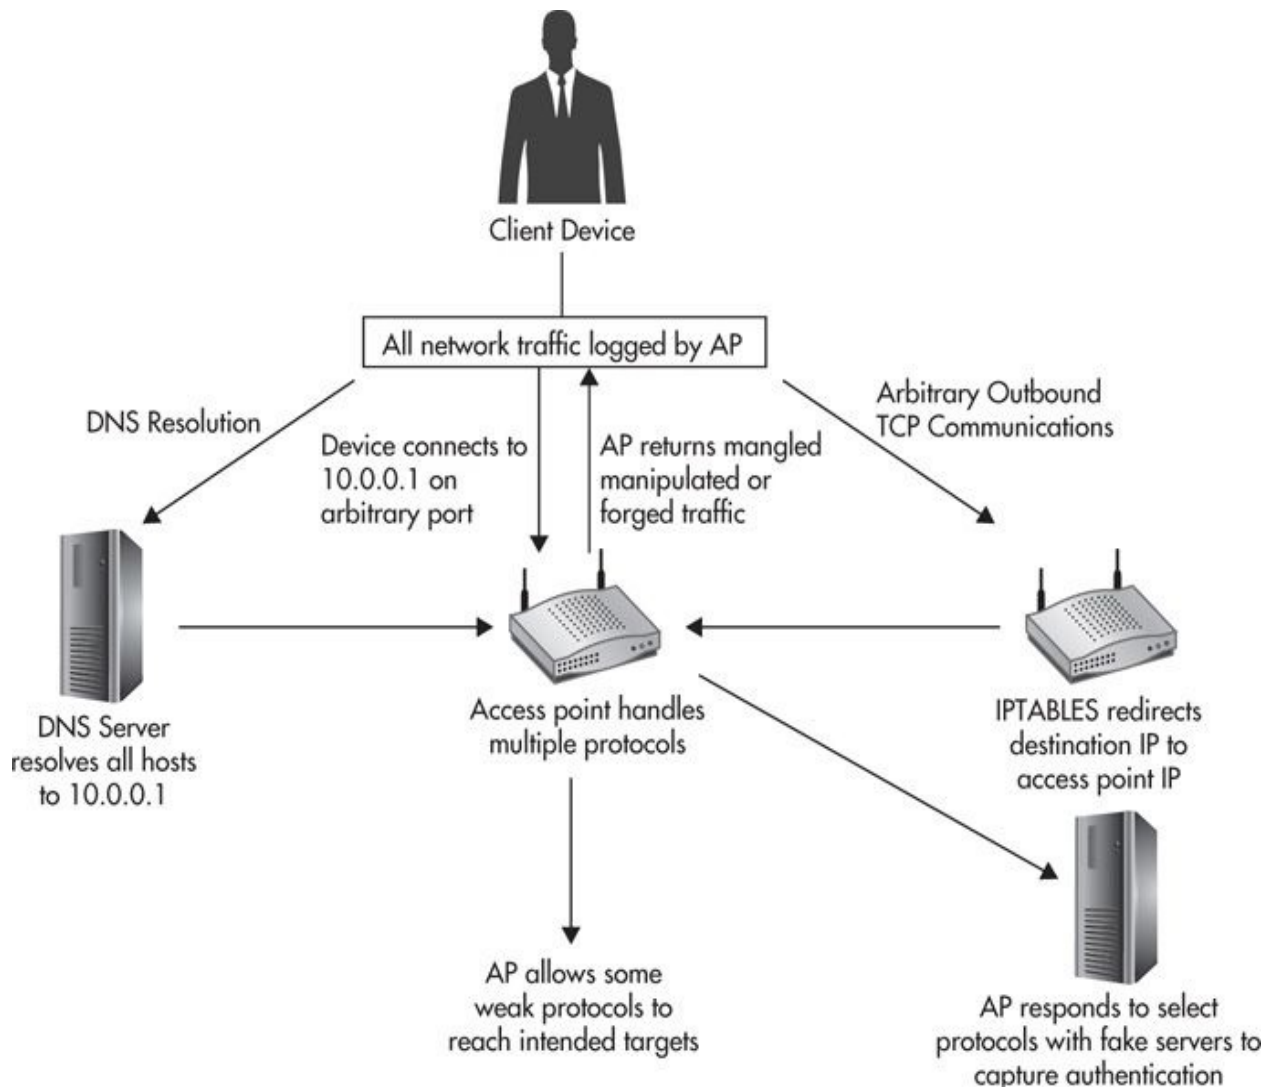 Client Device
All network traffic logged by AP
DNS Resolution
Device connects to
10.0.0.1 on
arbitrary port
AP returns mangled
manipulated or
forged traffic
Arbitrary Outbound
TCP Communications
DNS Server
resolves all hosts
to 10.0.0.1
Access point handles
multiple protocols
IPTABLES redirects
destination IP to
access point IP
AP allows some
weak protocols to
reach intended targets
AP responds to select
protocols with fake servers to
capture authentication